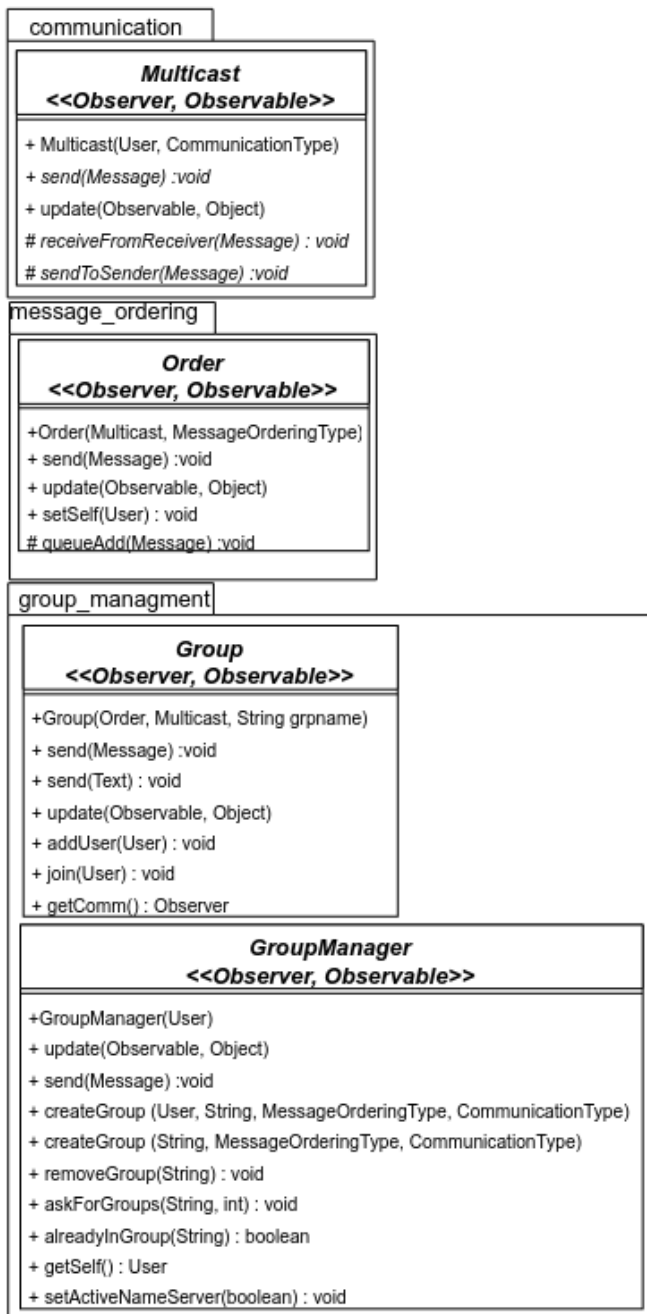 communication
Multicast
<<Observer, Observable>>
+ Multicast(User, CommunicationType)
+ send(Message) :void
+ update(Observable, Object)
# receiveFromReceiver(Message) : void
# sendToSender(Message) :void
message_ordering
Order
<<Observer, Observable>>
+Order(Multicast, MessageOrderingType)
+ send(Message) :void
+ update(Observable, Object)
+ setSelf(User) : void
# queueAdd(Message) :void
group_managment
Group
<<Observer, Observable>>
+Group(Order, Multicast, String grpname)
+ send(Message) :void
+ send(Text) : void
+ update(Observable, Object)
+ addUser(User) : void
+ join(User) : void
+ getComm() : Observer
GroupManager
<<Observer, Observable>>
+GroupManager(User)
+ update(Observable, Object)
+ send(Message) :void
+ createGroup (User, String, MessageOrderingType, CommunicationType)
+ createGroup (String, MessageOrderingType, CommunicationType)
+ removeGroup(String) : void
+ askForGroups(String, int) : void
+ alreadyInGroup(String) : boolean
+ getSelf() : User
+ setActiveNameServer(boolean) : void